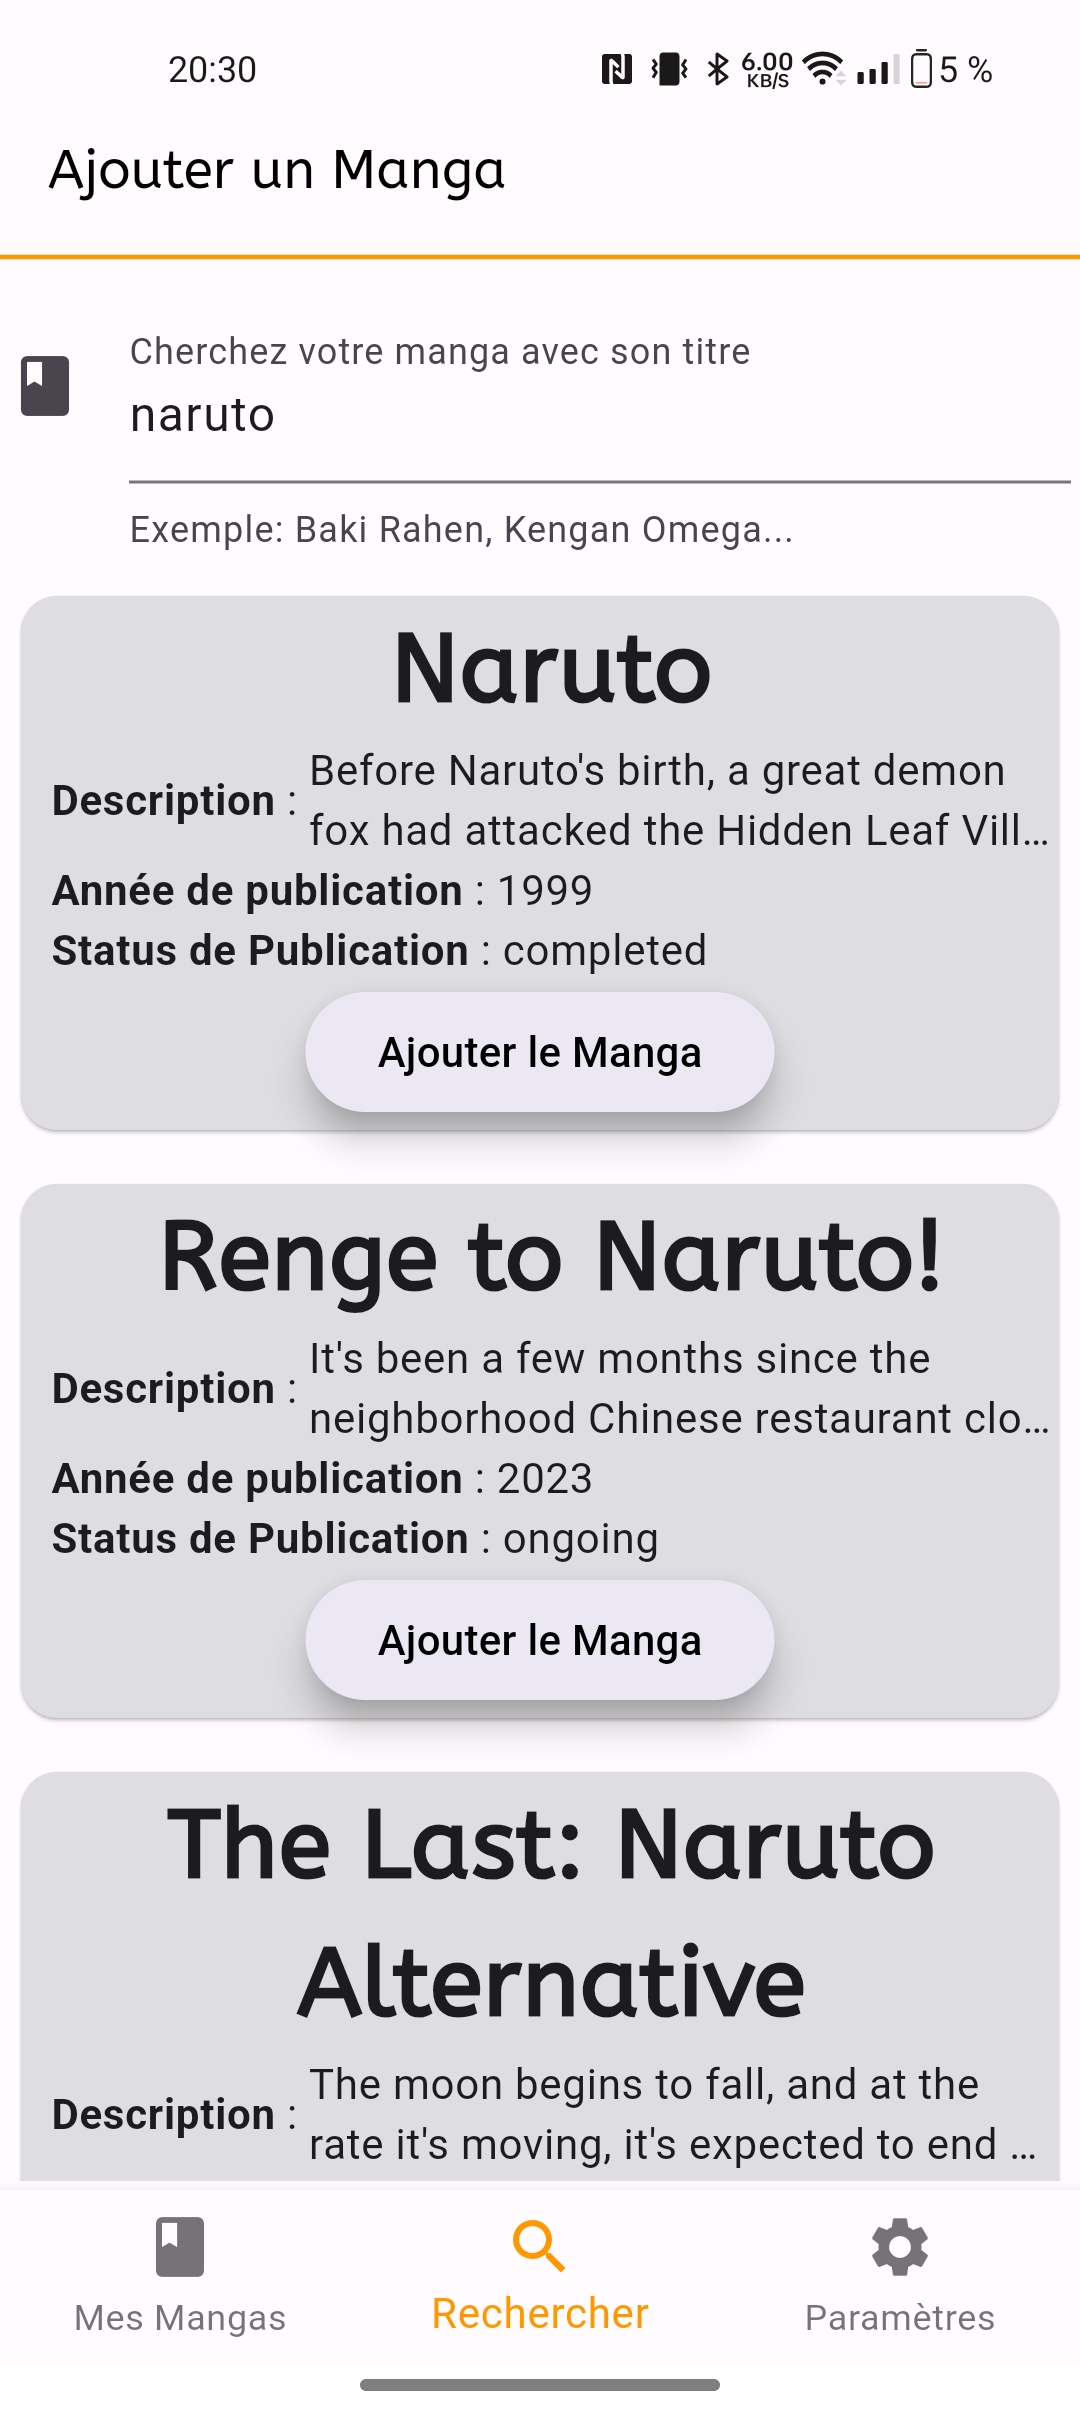 20:30
6.00
KB/S
5 %
Ajouter un Manga
Cherchez votre manga avec son titre
naruto
Exemple: Baki Rahen, Kengan Omega...
Naruto
Description : Before Naruto's birth, a great demon
fox had attacked the Hidden Leaf Vill...
Année de publication : 1999
Status de Publication : completed
Ajouter le Manga
Renge to Naruto!
Description : It's been a few months since the
neighborhood Chinese restaurant clo...
Année de publication : 2023
Status de Publication : ongoing
Ajouter le Manga
The Last: Naruto
Alternative
Description : The moon begins to fall, and at the
rate it's moving, it's expected to end ...
Mes Mangas
Rechercher
Paramètres